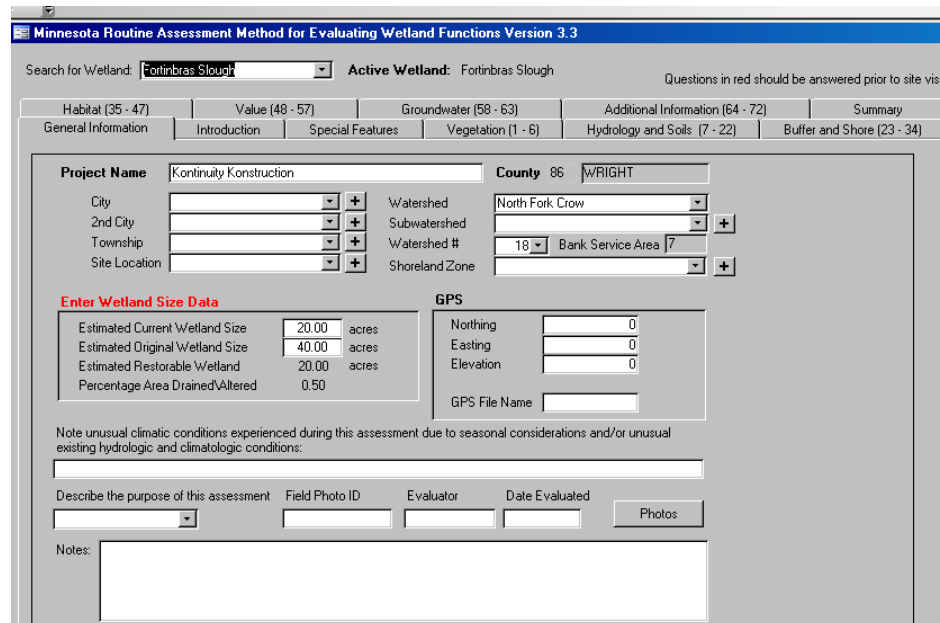 Minnesota Routine Assessment Method for Evaluating Wetland Functions Version 3.3
Search for Wetland: Fortinbras Slough Active Wetland: Fortinbras Slough
Questions in red should be answered prior to site
Habitat (35 - 47) Value (48 - 57) Groundwater (58 - 63) Additional Information (64 - 72) Summary
General Information Introduction Special Features Vegetation (1 - 6) Hydrology and Soils (7 - 22) Buffer and Shore (23 - 34)
Project Name Kontinuity Konstruction County 86 WRIGHT
City + Watershed North Fork Crow
2nd City + Subwatershed +
Township + Watershed # 18 Bank Service Area 7
Site Location + Shoreland Zone +
Enter Wetland Size Data GPS
Estimated Current Wetland Size 20.00 acres Northing 0
Estimated Original Wetland Size 40.00 acres Easting 0
Estimated Restorable Wetland 20.00 acres Elevation 0
Percentage Area Drained\Altered 0.50
GPS File Name
Note unusual climatic conditions experienced during this assessment due to seasonal considerations and/or unusual
existing hydrologic and climatologic conditions:
Describe the purpose of this assessment Field Photo ID Evaluator Date Evaluated
Photos
Notes: